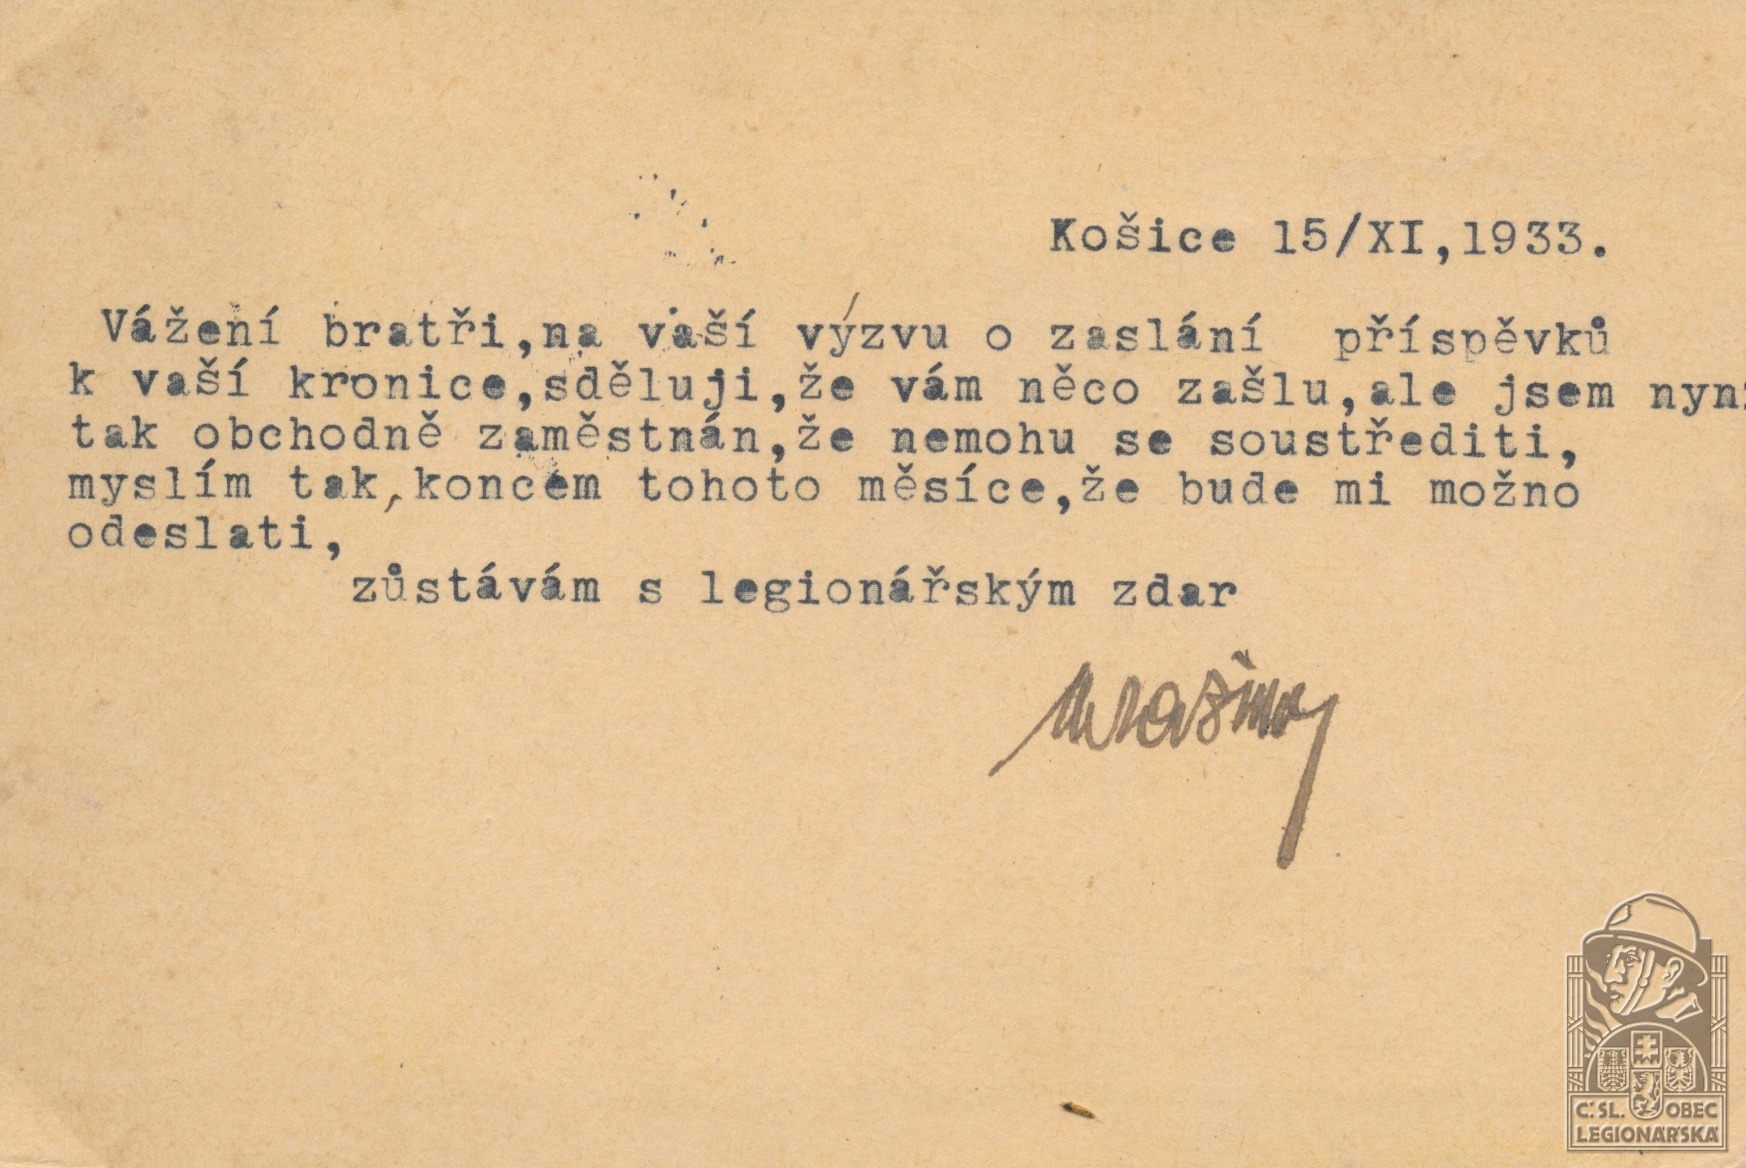 Košice 15/XI,1933.
Vážení bratři,na vaší výzvu o zaslání příspěvků
k vaší kronice,sděluji,že vám něco zašlu,ale jsem nyní
tak obchodně zaměstnán,že nemohu se soustřediti,
myslím tak,koncem tohoto měsíce,že bude mi možno
odeslati,
zůstávám s legionářským zdar
Č.SL. OBEC
LEGIONÁŘSKÁ